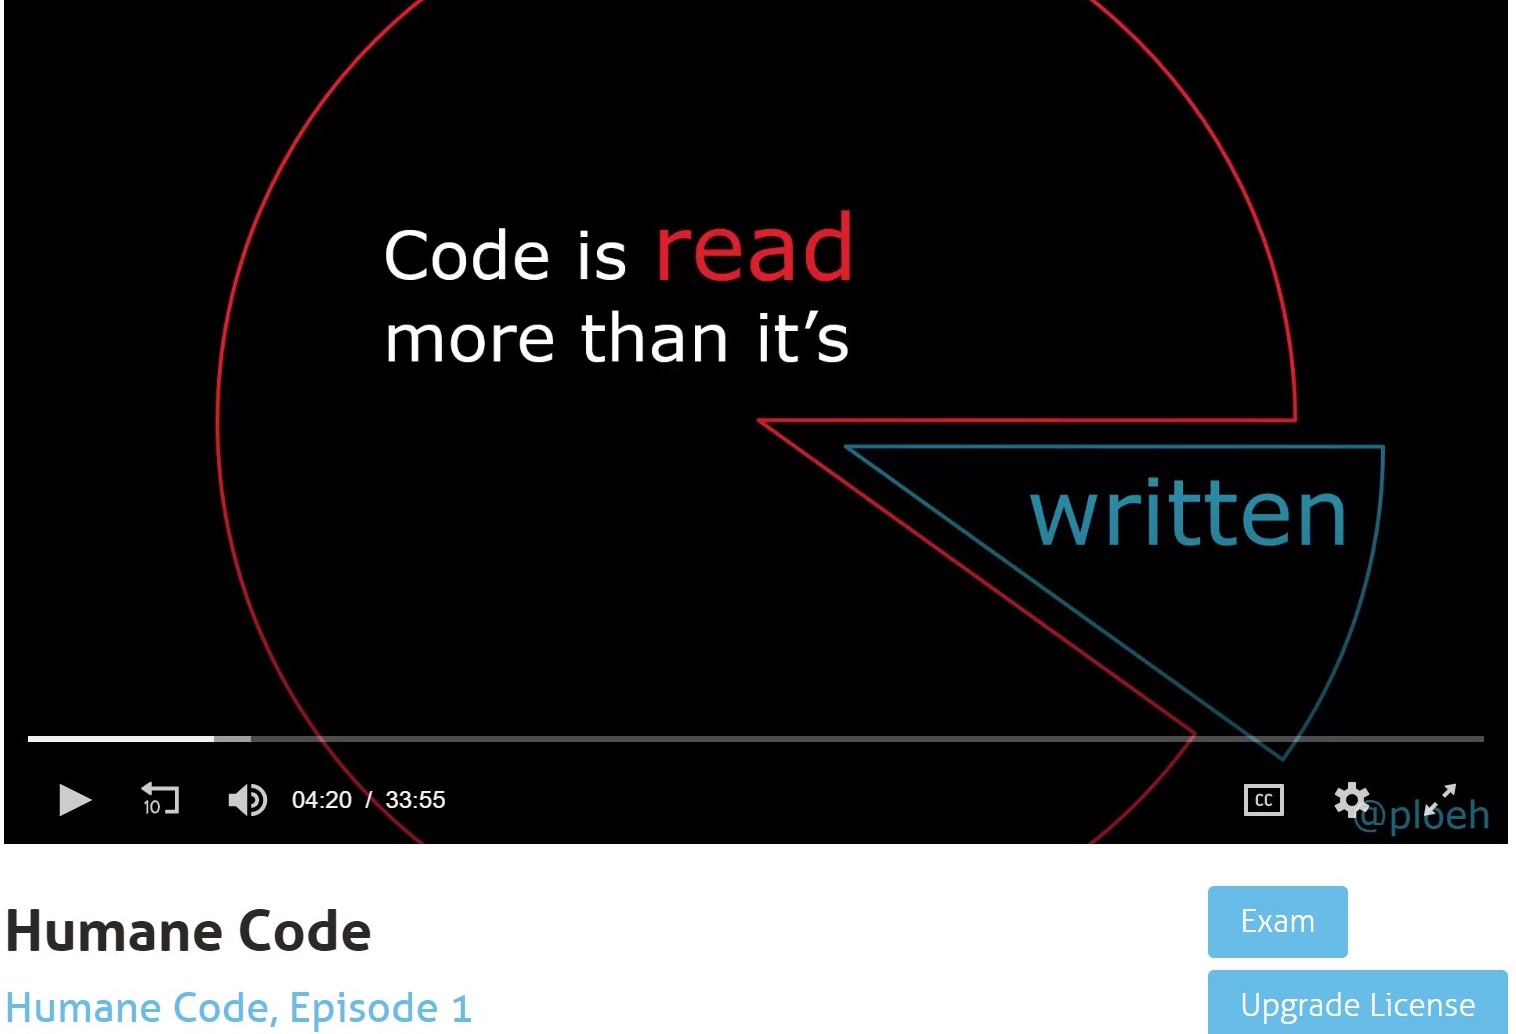 Code is read
more than it’s
written
10
04:20 / 33:55
CC
@ploeh
Humane Code
Exam
Humane Code, Episode 1
Upgrade License